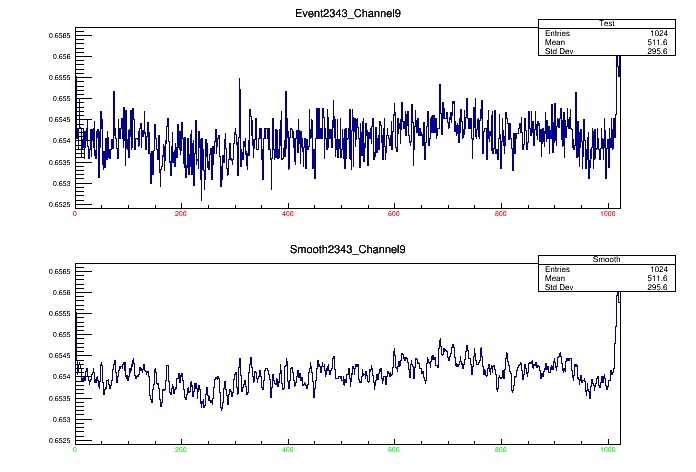 Event2343_Channel9
Test
Entries 1024
Mean 511.6
Std Dev 295.6
0.6565
0.656
0.6555
0.655
0.6545
0.654
0.6535
0.653
0.6525
0 200 400 600 800 1000
Smooth2343_Channel9
Smooth
Entries 1024
Mean 511.6
Std Dev 295.6
0.6565
0.656
0.6555
0.655
0.6545
0.654
0.6535
0.653
0.6525
0 200 400 600 800 1000